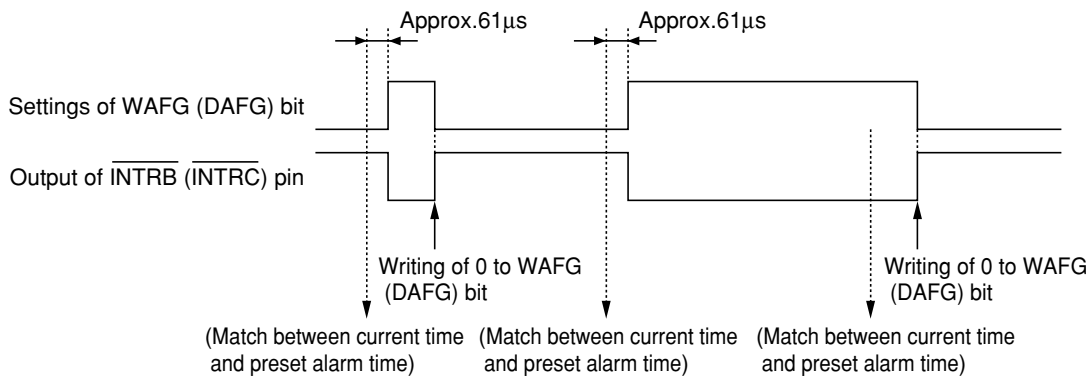 Approx.61μs
Approx.61μs
Settings of WAFG (DAFG) bit
Output of INTRB (INTRC) pin
Writing of 0 to WAFG
(DAFG) bit
Writing of 0 to WAFG
(DAFG) bit
(Match between current time
and preset alarm time)
(Match between current time
and preset alarm time)
(Match between current time
and preset alarm time)